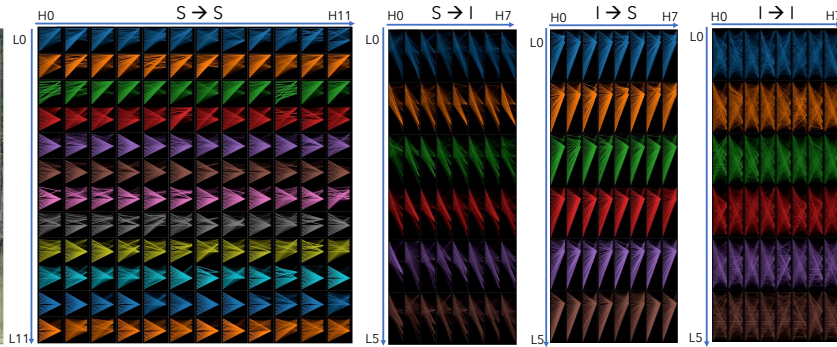 S → S
H0 H11
L0
L11
S → I
H0 H7
L0
L5
I → S
H0 H7
L0
L5
I → I
H0
L0
L5